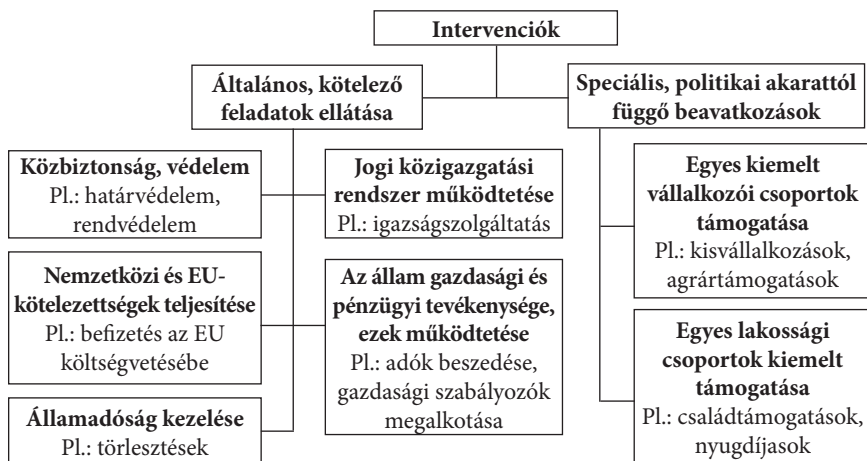 Intervenciók
Általános, kötelező
feladatok ellátása
Speciális, politikai akarattól
függő beavatkozások
Közbiztonság, védelem
Pl.: határvédelem,
rendvédelem
Jogi közigazgatási
rendszer működtetése
Pl.: igazságszolgáltatás
Egyes kiemelt
vállalkozói csoportok
támogatása
Pl.: kisvállalkozások,
agrártámogatások
Nemzetközi és EU-
kötelezettségek teljesítése
Pl.: befizetés az EU
költségvetésébe
Az állam gazdasági és
pénzügyi tevékenysége,
ezek működtetése
Pl.: adók beszedése,
gazdasági szabályozók
megalkotása
Egyes lakossági
csoportok kiemelt
támogatása
Pl.: családtámogatások,
nyugdíjasok
Államadóság kezelése
Pl.: törlesztések